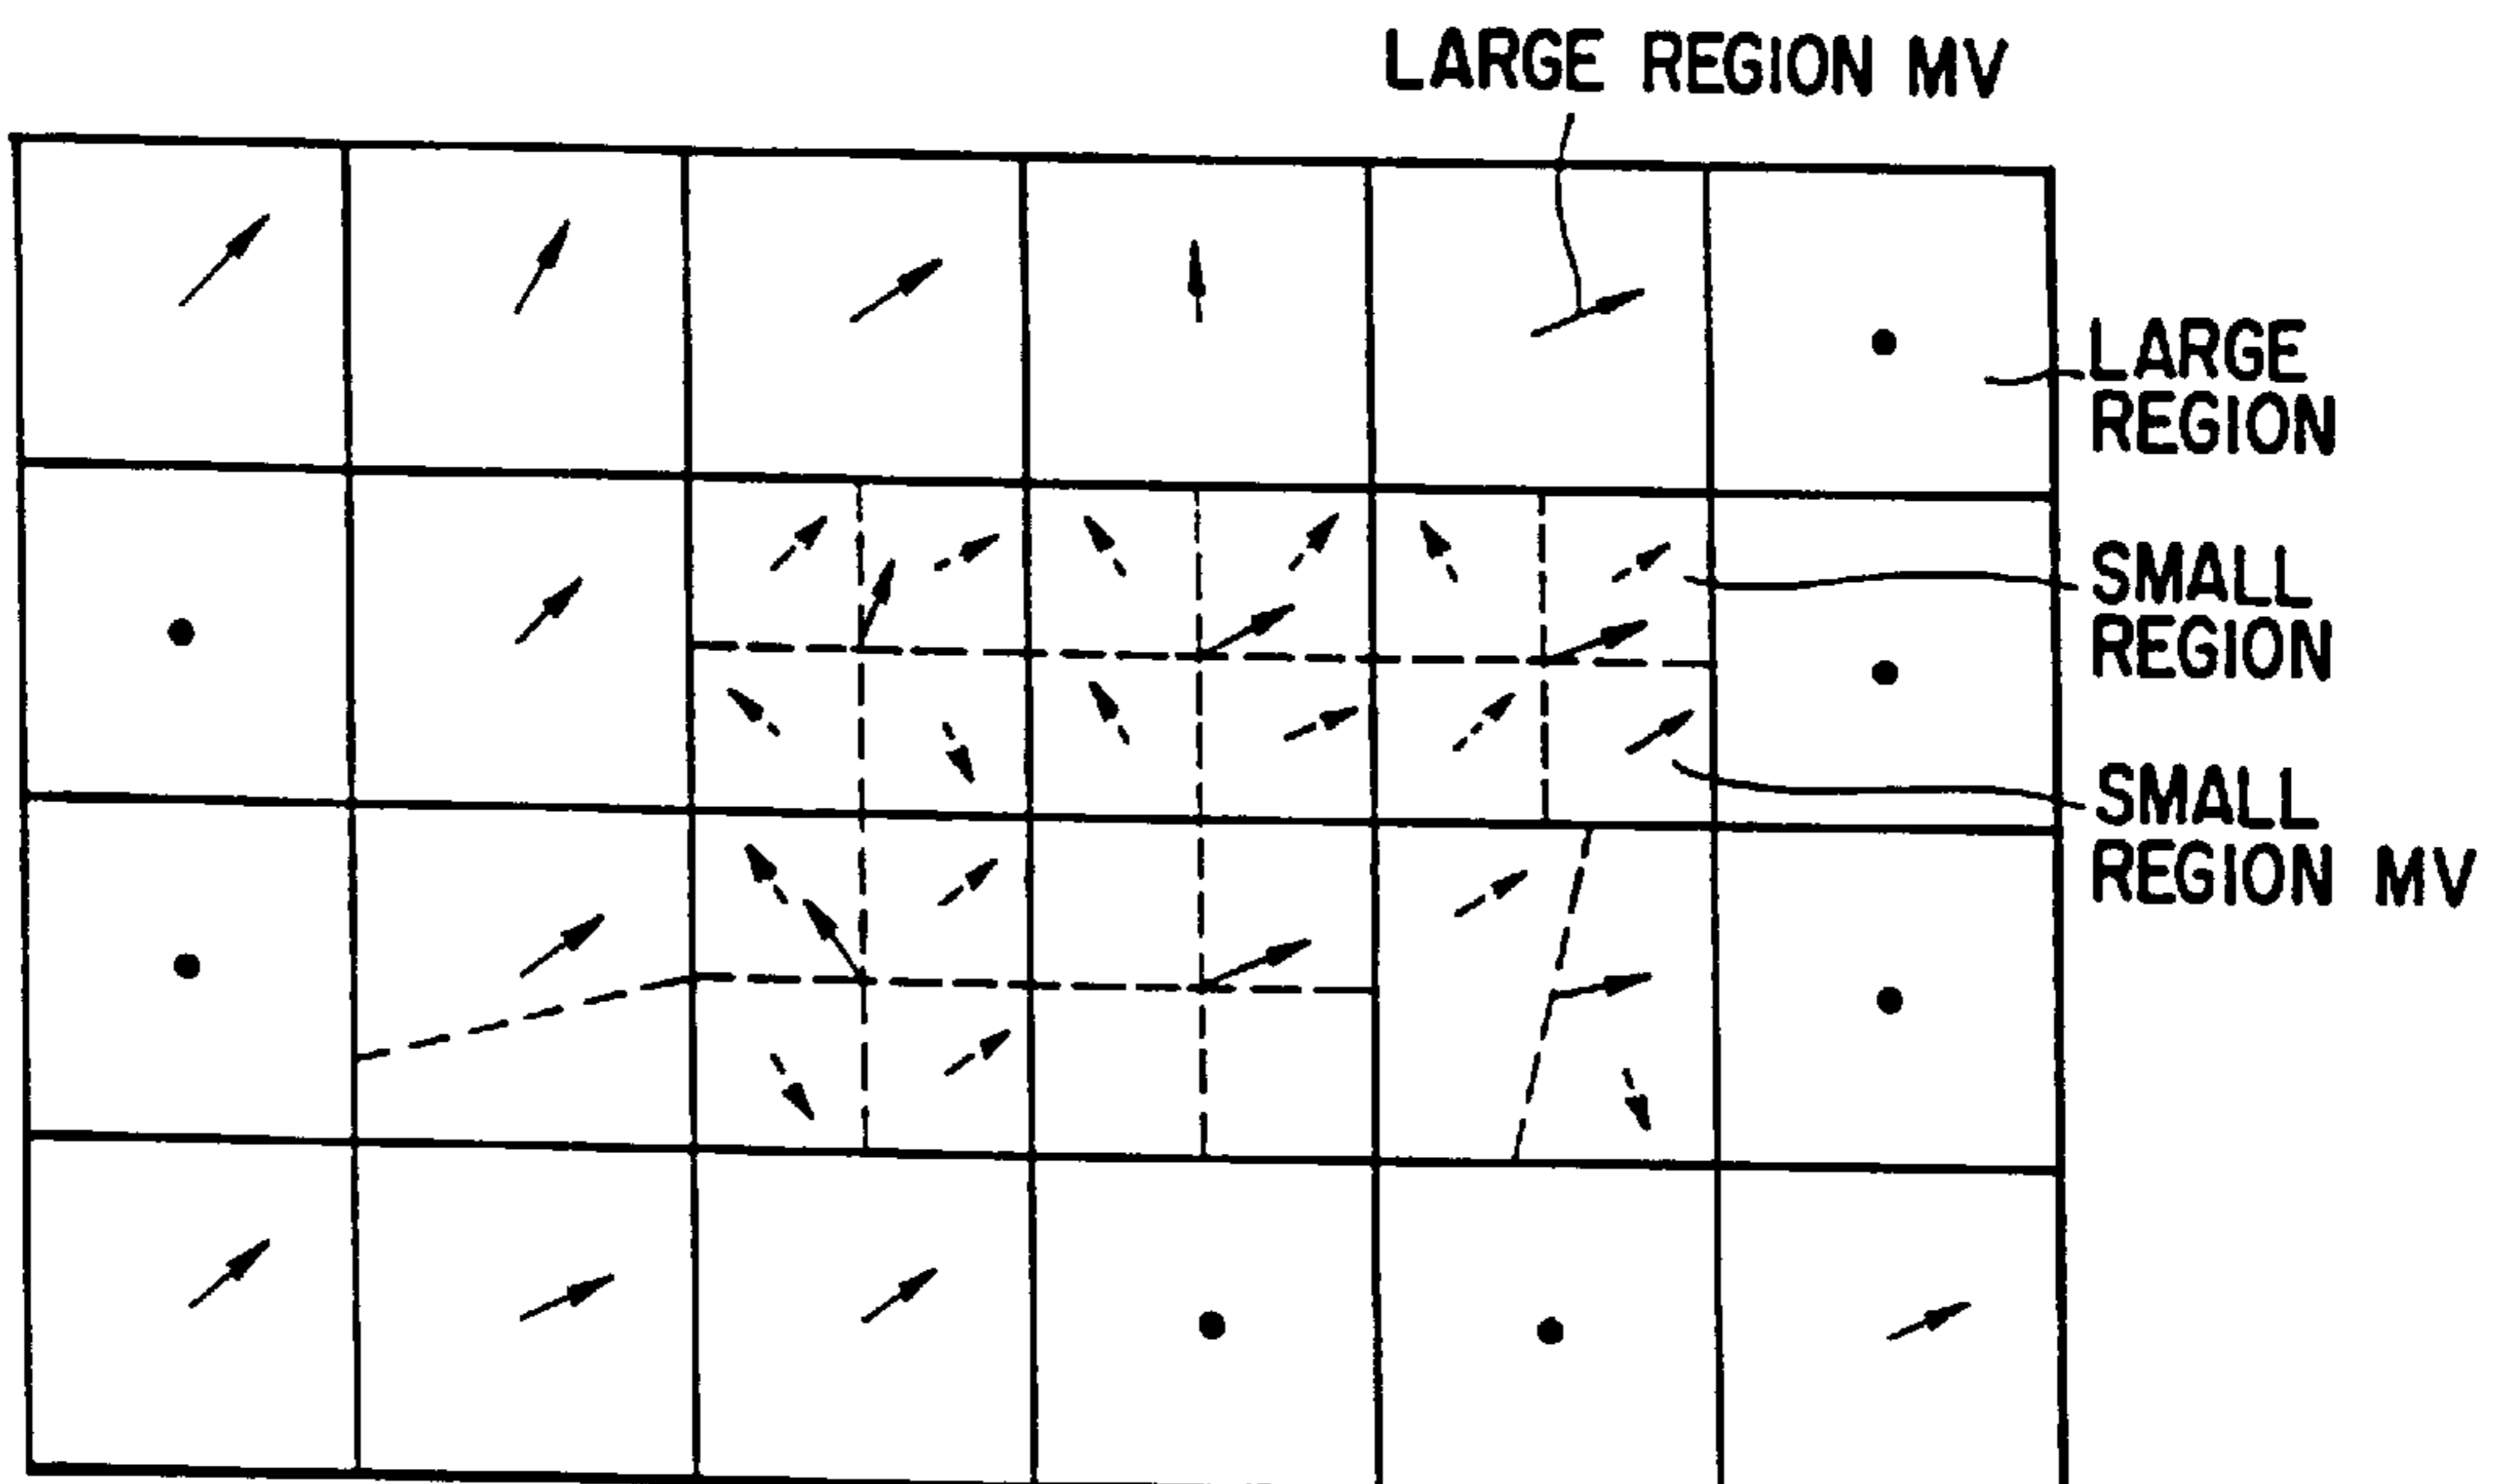 LARGE REGION MV
LARGE
REGION
SMALL
REGION
SMALL
REGION MV